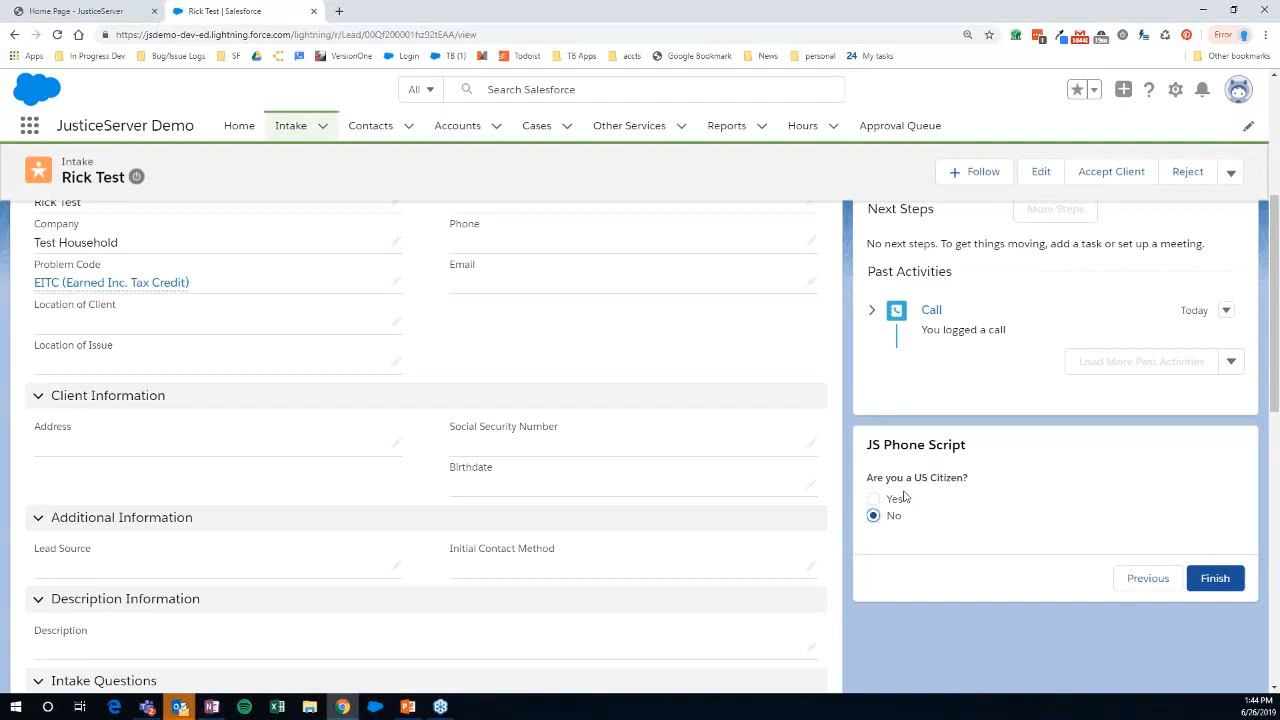 Home Page - JusticeServer
Rick Test | Salesforce
https://jsdemo-dev-ed.lightning.force.com/lightning/r/Lead/00Qf200001hz92tEAA/view
Error
Apps
In Progress Dev
Bug/Issue Logs
SF
VersionOne
Login
TB (1)
Todoist
TB Apps
accts
Google Bookmark
News
personal
24 My tasks
Other bookmarks
All
Search Salesforce
JusticeServer Demo
Home
Intake
Contacts
Accounts
Cases
Other Services
Reports
Hours
Approval Queue
Intake
Rick Test
Follow
Edit
Accept Client
Reject
Rick Test
Company
Test Household
Phone
Problem Code
EITC (Earned Inc. Tax Credit)
Email
Location of Client
Location of Issue
Client Information
Address
Social Security Number
Birthdate
Additional Information
Lead Source
Initial Contact Method
Description Information
Description
Intake Questions
Next Steps
More Steps
No next steps. To get things moving, add a task or set up a meeting.
Past Activities
Call
Today
You logged a call
Load More Past Activities
JS Phone Script
Are you a US Citizen?
Yes
No
Previous
Finish
1:44 PM
6/26/2019